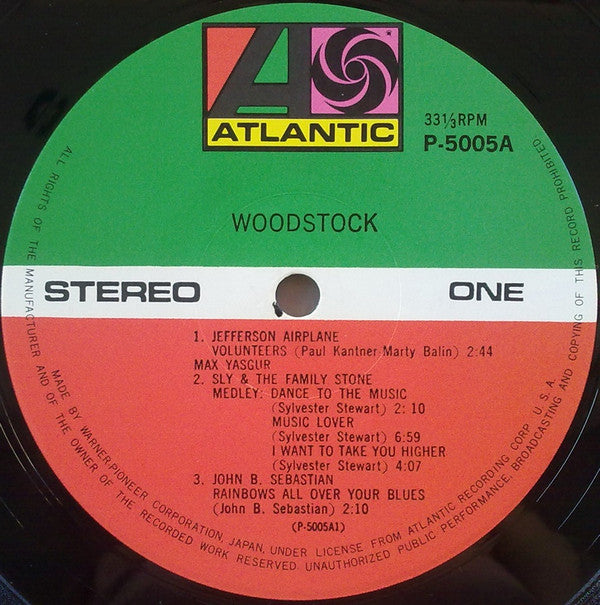 ATLANTIC
33⅓ RPM
P-5005A
WOODSTOCK
STEREO
ONE
1. JEFFERSON AIRPLANE
VOLUNTEERS (Paul Kantner-Marty Balin) 2:44
MAX YASGUR
2. SLY & THE FAMILY STONE
MEDLEY: DANCE TO THE MUSIC
(Sylvester Stewart) 2: 10
MUSIC LOVER
(Sylvester Stewart) 6:59
I WANT TO TAKE YOU HIGHER
(Sylvester Stewart) 4:07
3. JOHN B. SEBASTIAN
RAINBOWS ALL OVER YOUR BLUES
(John B. Sebastian) 2:10
(P-5005A1)
ALL RIGHTS OF THE MANUFACTURER AND OF THE OWNER OF THE RECORDED WORK RESERVED. UNAUTHORIZED PUBLIC PERFORMANCE, BROADCASTING AND COPYING OF THIS RECORD PROHIBITED
MADE BY WARNER-PIONEER CORPORATION, JAPAN, UNDER LICENSE FROM ATLANTIC RECORDING CORP. U.S.A.